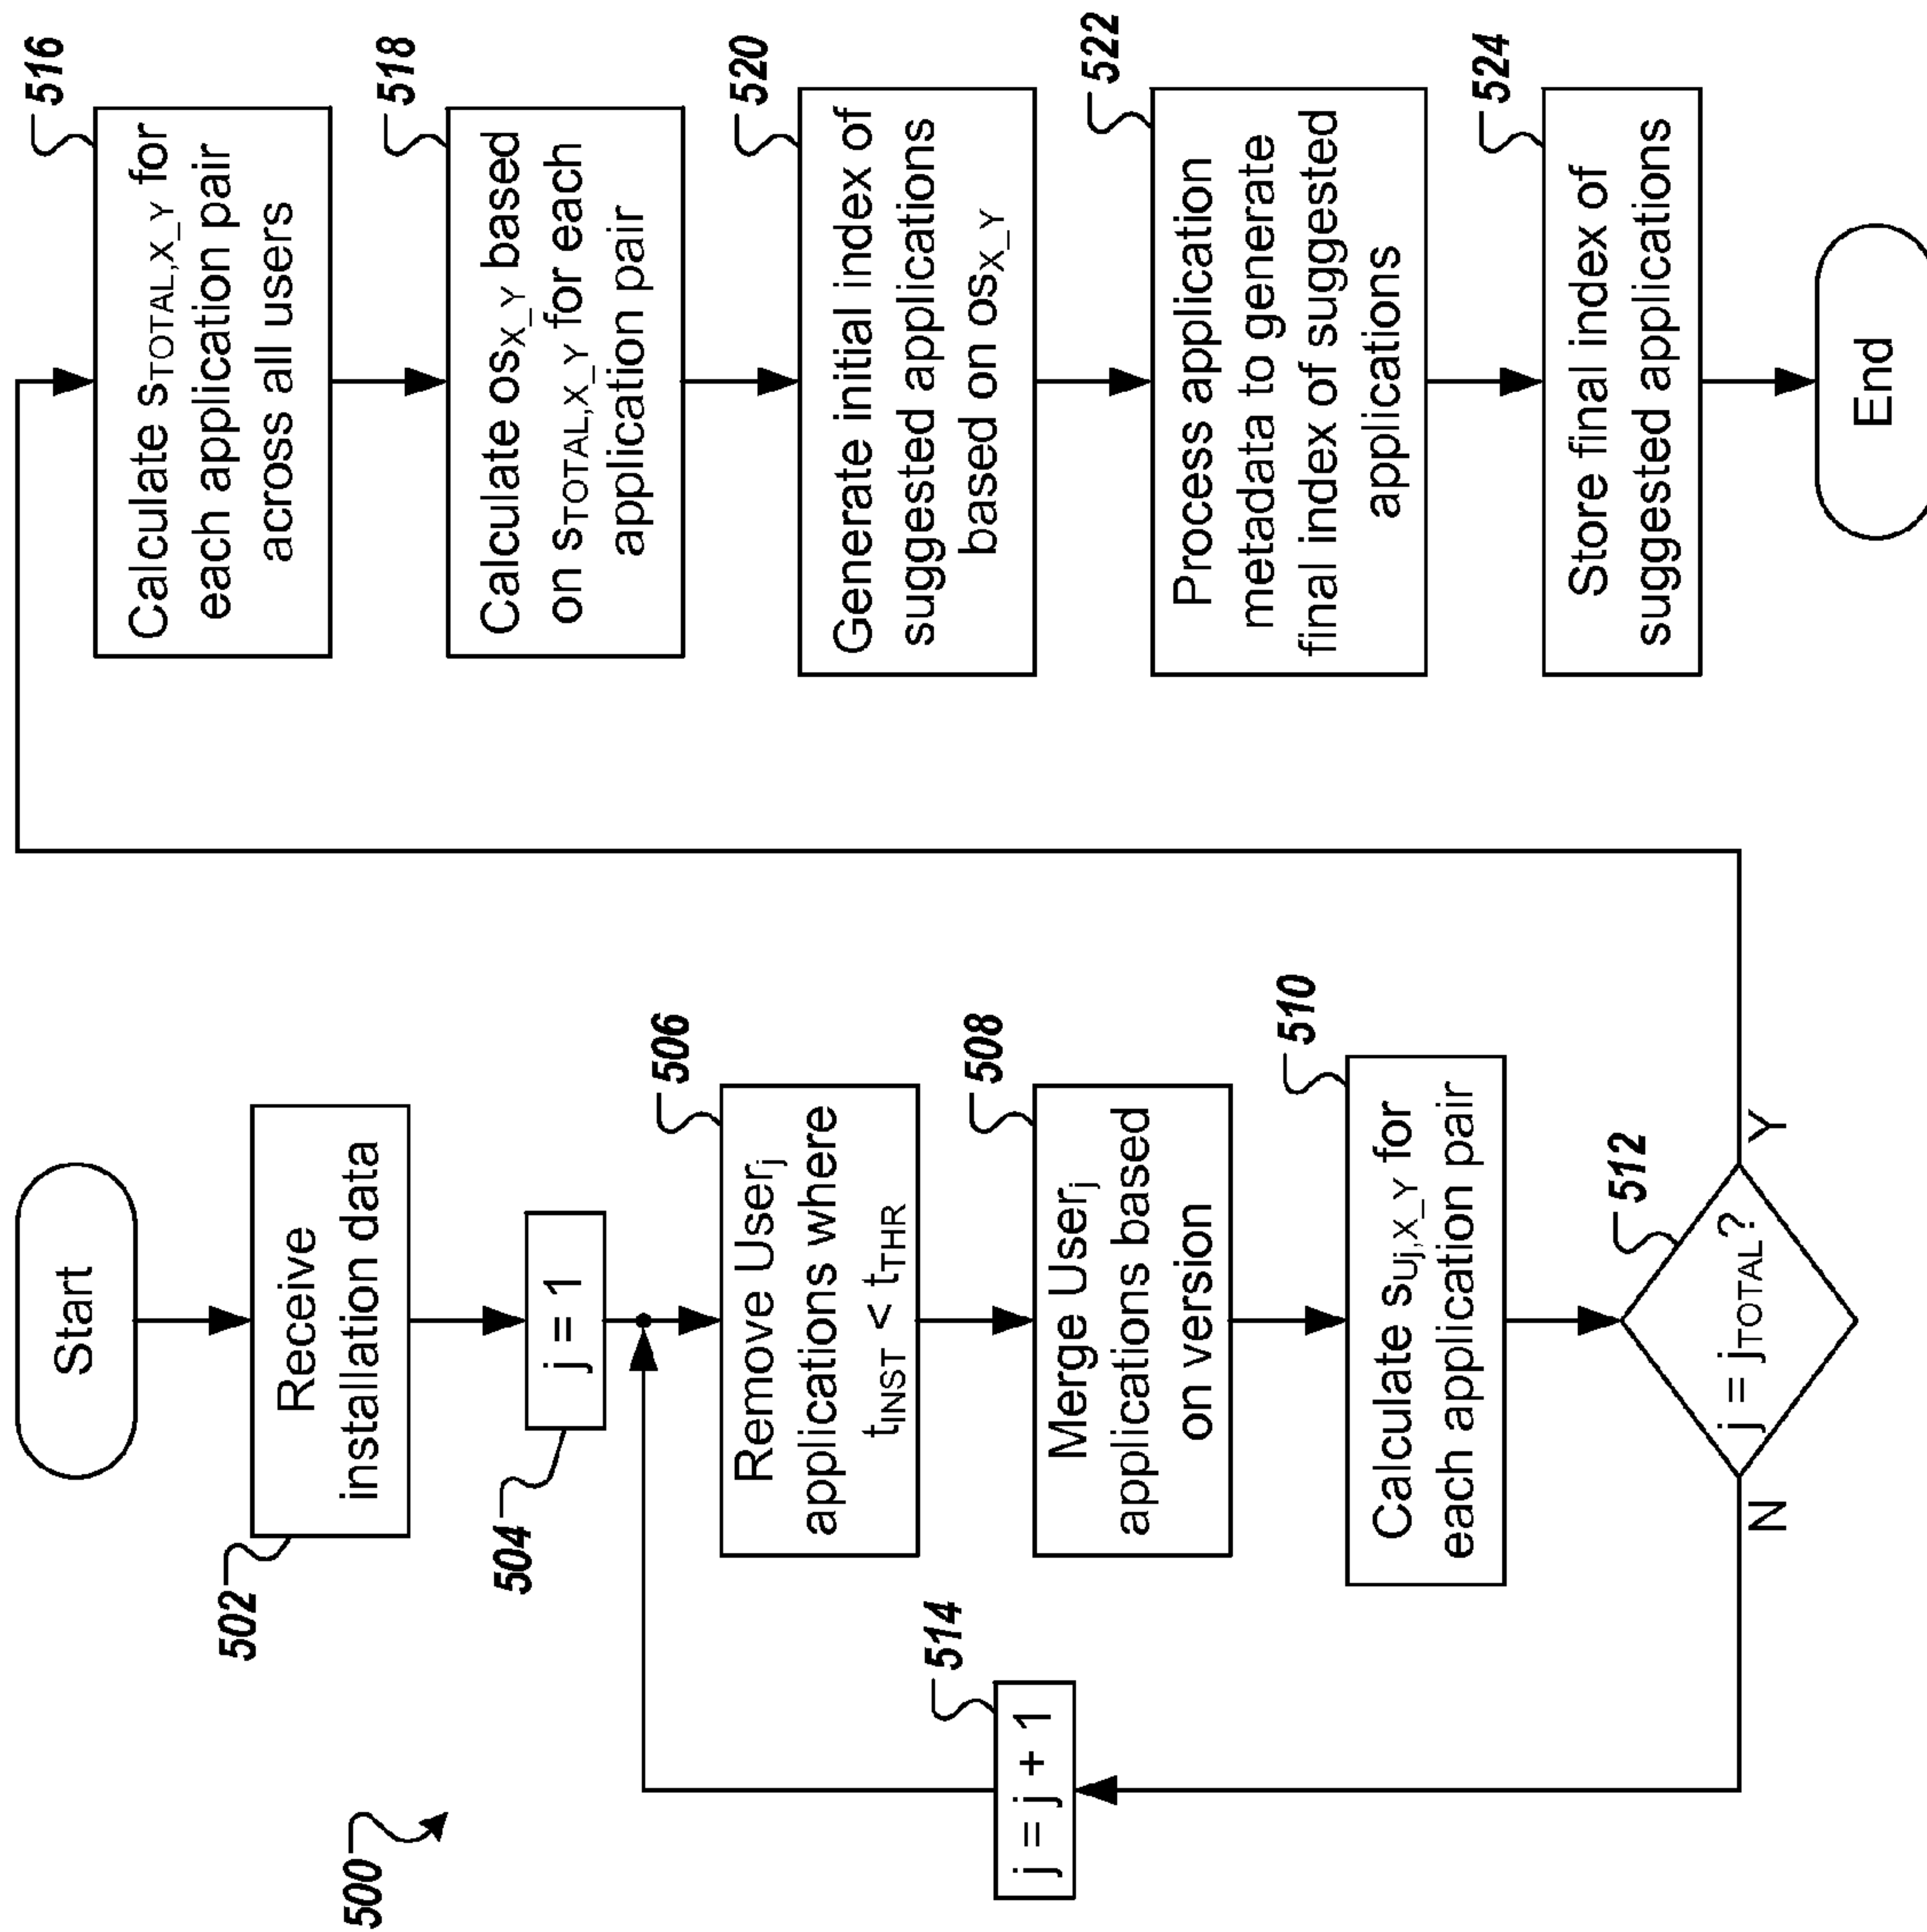 500
Start
502
Receive
installation data
504
j = 1
506
Remove Userj
applications where
tINST < tTHR
508
Merge Userj
applications based
on version
510
Calculate sUj,X_Y for
each application pair
512
j = jTOTAL?
N
Y
514
j = j + 1
516
Calculate sTOTAL,X_Y for
each application pair
across all users
518
Calculate osX_Y based
on sTOTAL,X_Y for each
application pair
520
Generate initial index of
suggested applications
based on osX_Y
522
Process application
metadata to generate
final index of suggested
applications
524
Store final index of
suggested applications
End